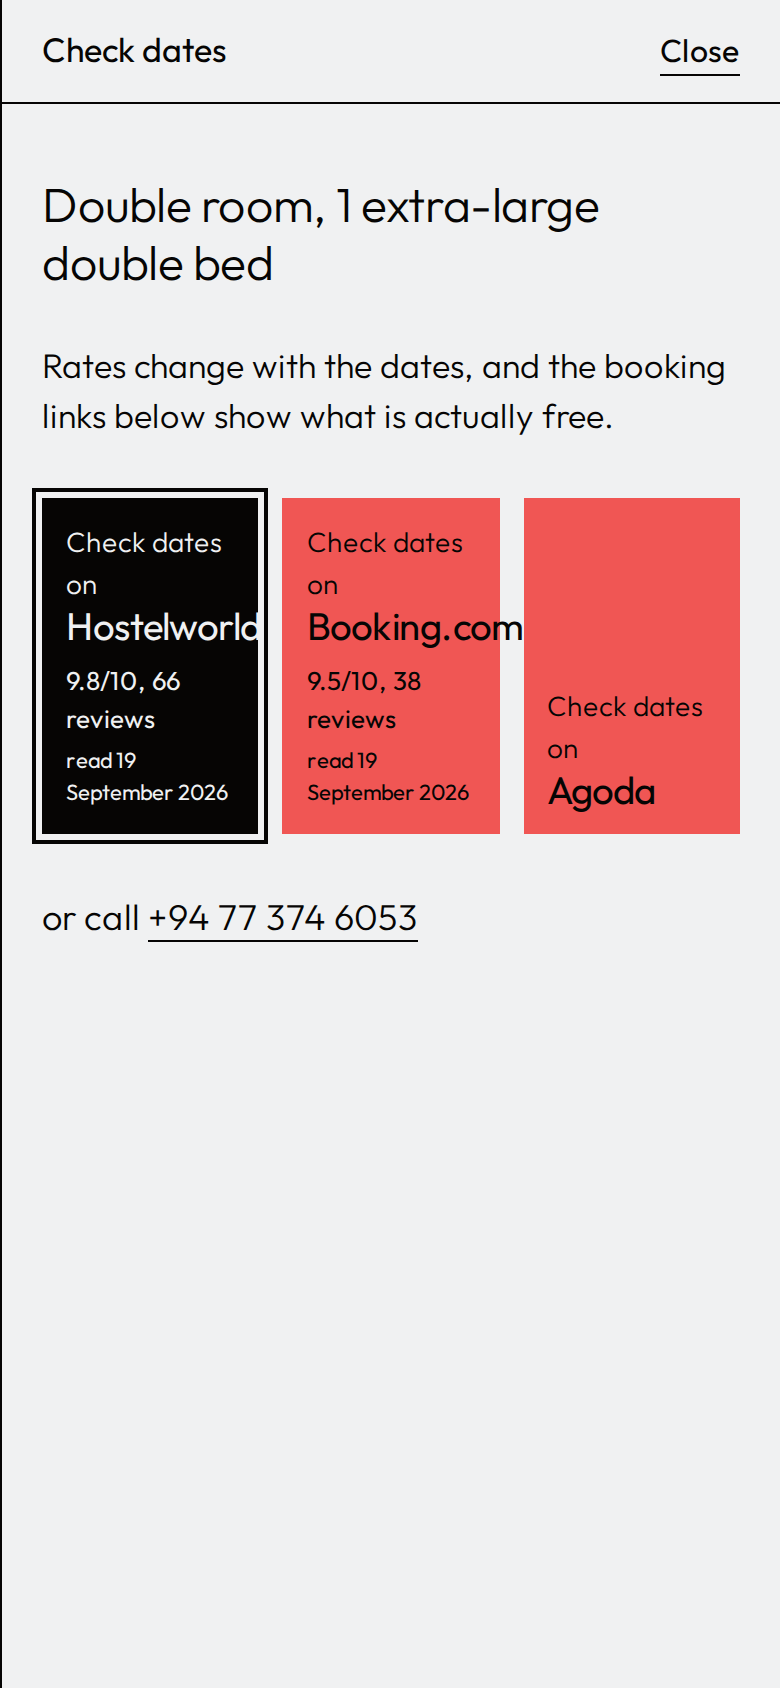 Check dates
Close
Double room, 1 extra-large
double bed
Rates change with the dates, and the booking
links below show what is actually free.
Check dates
on
Hostelworld
9.8/10, 66
reviews
read 19
September 2026
Check dates
on
Booking.com
9.5/10, 38
reviews
read 19
September 2026
Check dates
on
Agoda
or call +94 77 374 6053